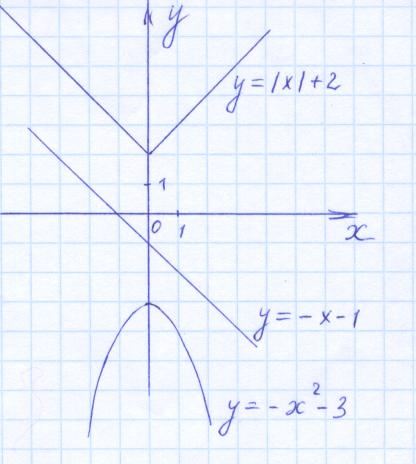 y
y = |x| + 2
1
0 1
x
y = -x - 1
y = -x² - 3